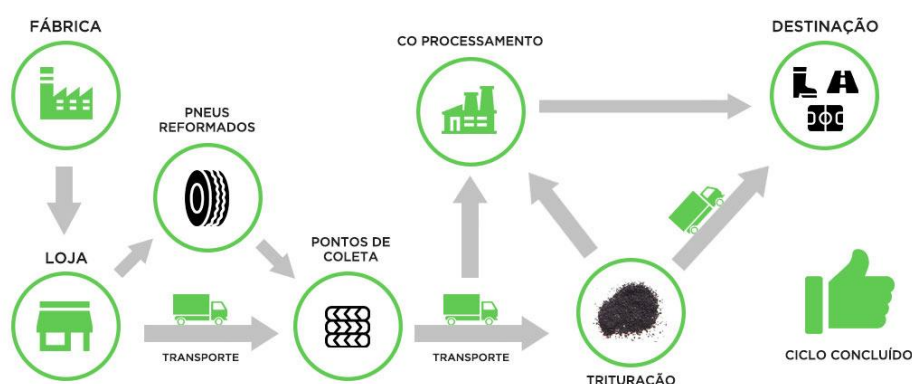 FÁBRICA
CO PROCESSAMENTO
DESTINAÇÃO
PNEUS
REFORMADOS
LOJA
PONTOS DE
COLETA
TRANSPORTE
TRANSPORTE
TRITURAÇÃO
CICLO CONCLUÍDO